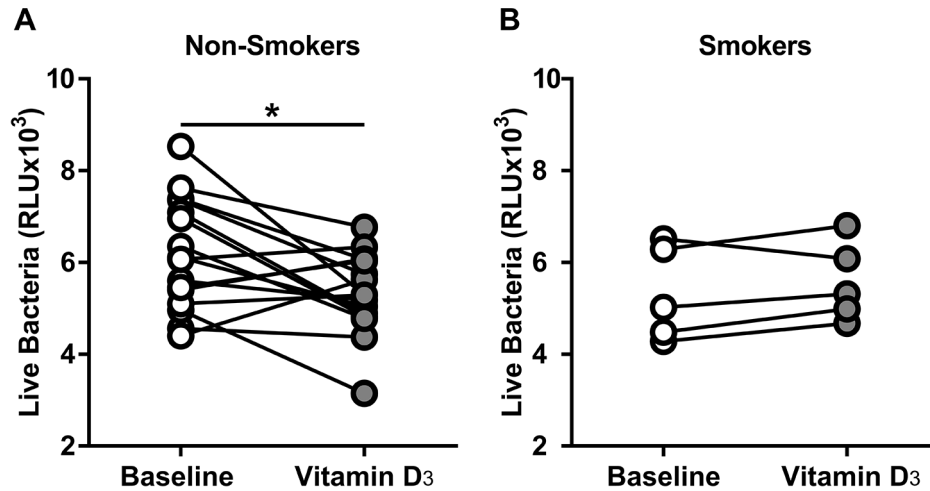 A
Non-Smokers
Live Bacteria (RLUx10³)
10
8
6
4
2
*
Baseline
Vitamin D₃
B
Smokers
Live Bacteria (RLUx10³)
10
8
6
4
2
Baseline
Vitamin D₃